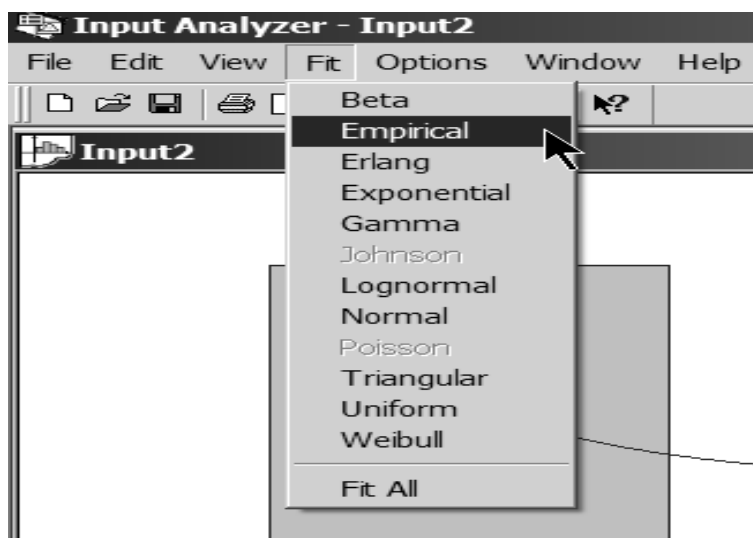 Input Analyzer - Input2
File Edit View Fit Options Window Help
Input2
Beta
Empirical
Erlang
Exponential
Gamma
Johnson
Lognormal
Normal
Poisson
Triangular
Uniform
Weibull
Fit All